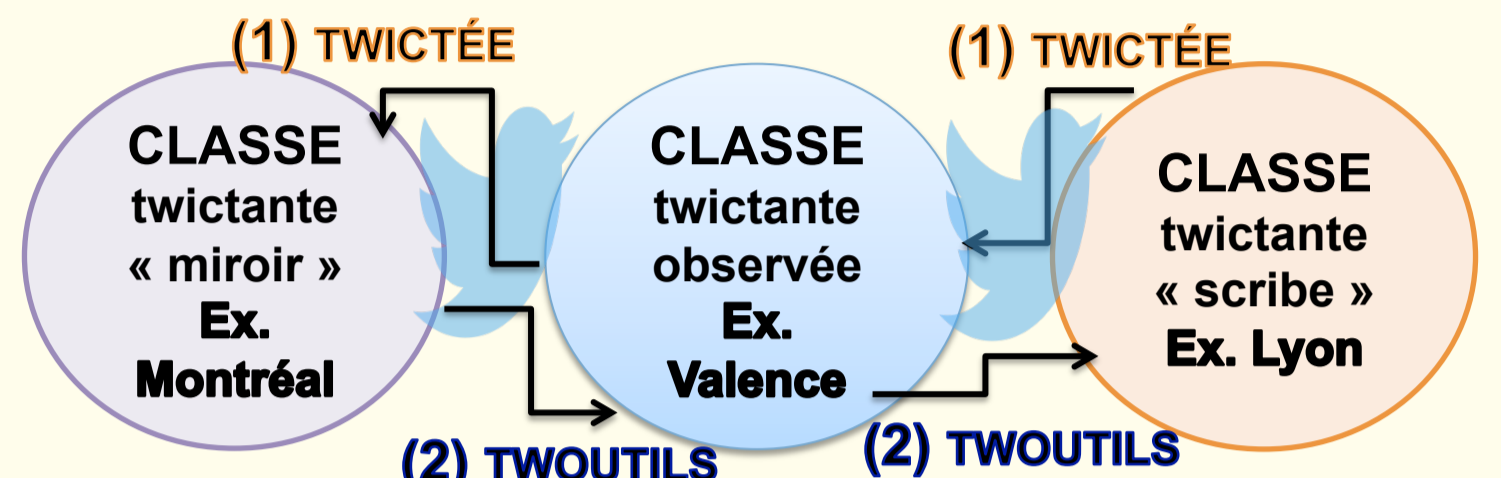 (1) TWICTÉE
(1) TWICTÉE
CLASSE
twictante
« miroir »
Ex.
Montréal
CLASSE
twictante
observée
Ex.
Valence
CLASSE
twictante
« scribe »
Ex. Lyon
(2) TWOUTILS
(2) TWOUTILS